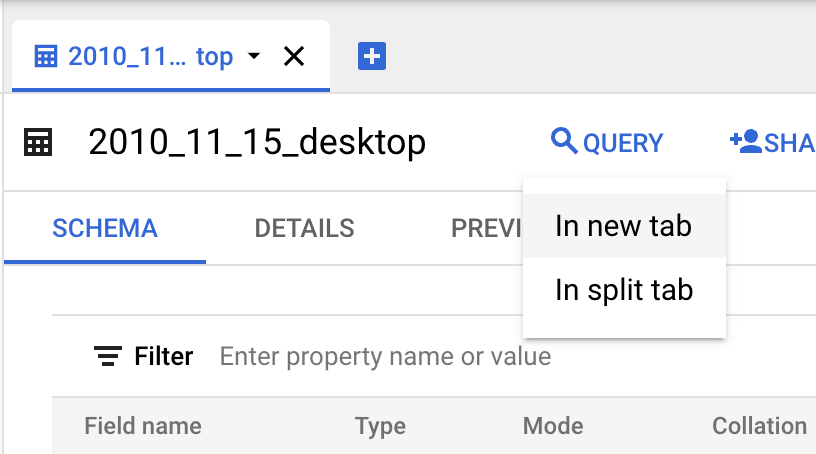 2010_11... top
2010_11_15_desktop QUERY SHA
SCHEMA DETAILS PREVI
In new tab
In split tab
Filter Enter property name or value
Field name Type Mode Collation